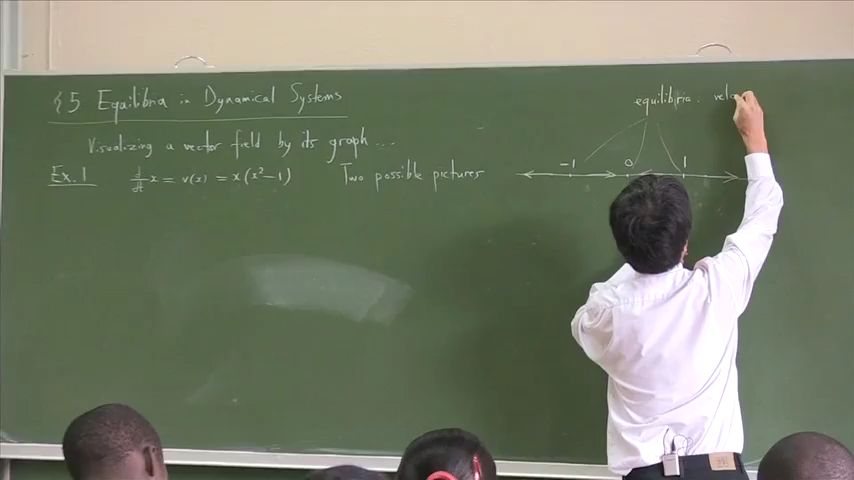 §5 Equilibria in Dynamical Systems
Visualizing a vector field by its graph ...
Ex. 1 d/dt x = v(x) = x(x²-1) Two possible pictures
equilibria.
-1 0 1